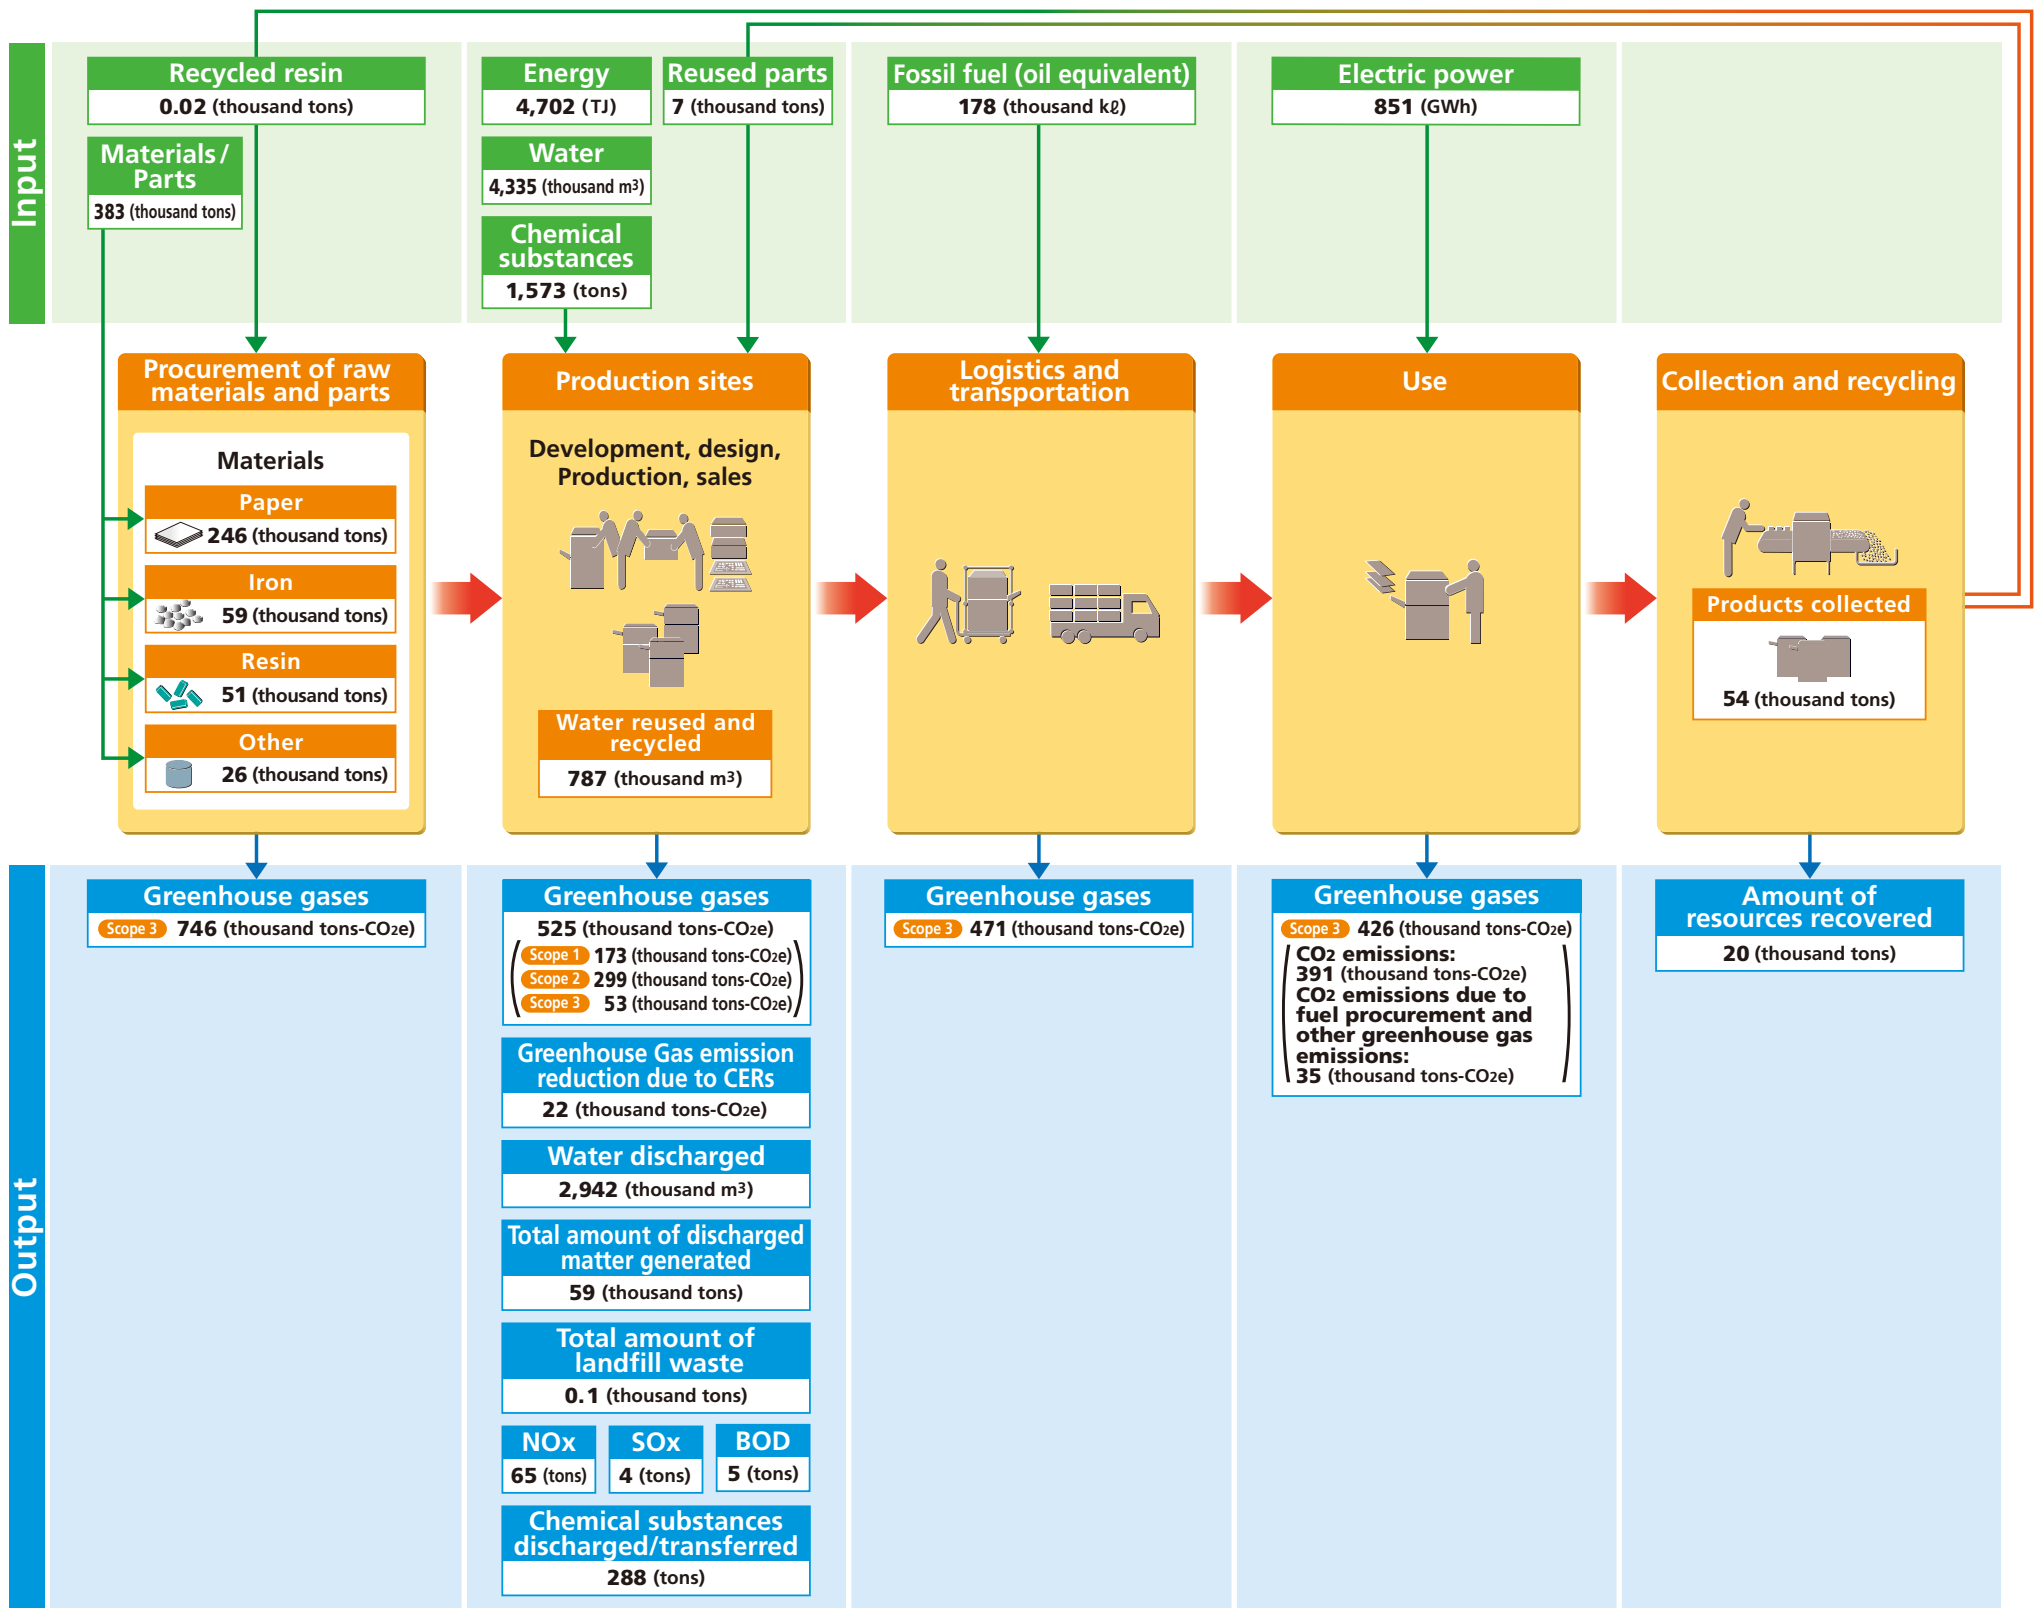 Input
Recycled resin
0.02 (thousand tons)
Materials/
Parts
383 (thousand tons)
Energy
4,702 (TJ)
Reused parts
7 (thousand tons)
Water
4,335 (thousand m3)
Chemical
substances
1,573 (tons)
Fossil fuel (oil equivalent)
178 (thousand kℓ)
Electric power
851 (GWh)
Procurement of raw
materials and parts
Materials
Paper
246 (thousand tons)
Iron
59 (thousand tons)
Resin
51 (thousand tons)
Other
26 (thousand tons)
Production sites
Development, design,
Production, sales
Water reused and
recycled
787 (thousand m3)
Logistics and
transportation
Use
Collection and recycling
Products collected
54 (thousand tons)
Output
Greenhouse gases
Scope 3 746 (thousand tons-CO2e)
Greenhouse gases
525 (thousand tons-CO2e)
Scope 1 173 (thousand tons-CO2e)
Scope 2 299 (thousand tons-CO2e)
Scope 3 53 (thousand tons-CO2e)
Greenhouse Gas emission
reduction due to CERs
22 (thousand tons-CO2e)
Water discharged
2,942 (thousand m3)
Total amount of discharged
matter generated
59 (thousand tons)
Total amount of
landfill waste
0.1 (thousand tons)
NOx
65 (tons)
SOx
4 (tons)
BOD
5 (tons)
Chemical substances
discharged/transferred
288 (tons)
Greenhouse gases
Scope 3 471 (thousand tons-CO2e)
Greenhouse gases
Scope 3 426 (thousand tons-CO2e)
CO2 emissions:
391 (thousand tons-CO2e)
CO2 emissions due to
fuel procurement and
other greenhouse gas
emissions:
35 (thousand tons-CO2e)
Amount of
resources recovered
20 (thousand tons)